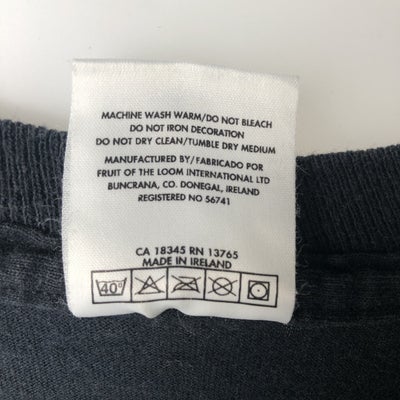 MACHINE WASH WARM/DO NOT BLEACH
DO NOT IRON DECORATION
DO NOT DRY CLEAN/TUMBLE DRY MEDIUM
MANUFACTURED BY/FABRICADO POR
FRUIT OF THE LOOM INTERNATIONAL LTD
BUNCRANA, CO. DONEGAL, IRELAND
REGISTERED NO 56741
CA 18345 RN 13765
MADE IN IRELAND
40°